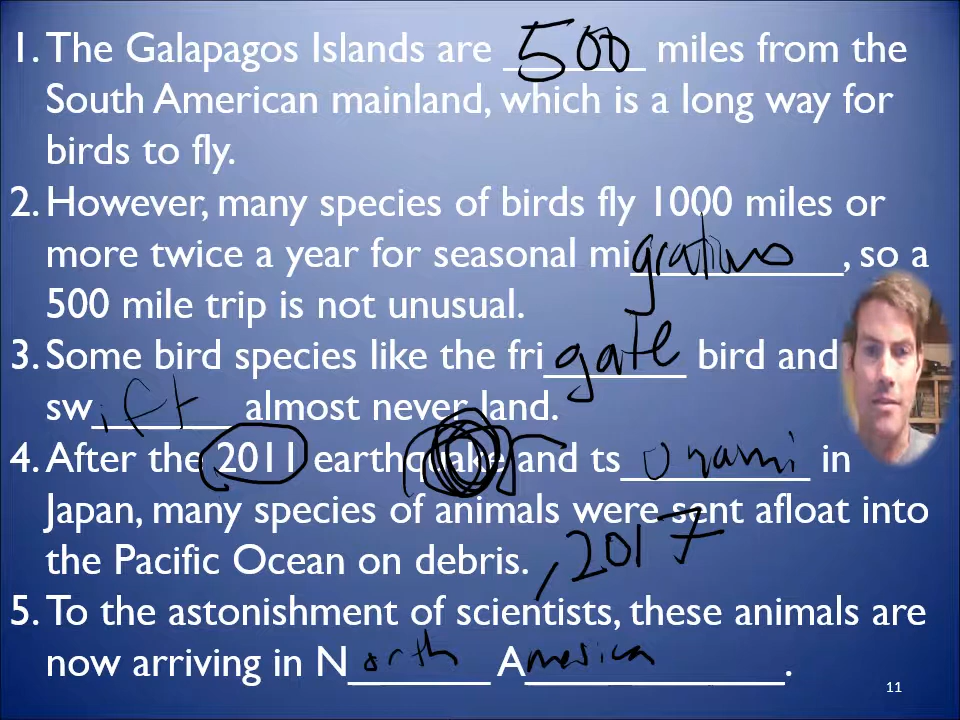 1. The Galapagos Islands are 500 miles from the
South American mainland, which is a long way for
birds to fly.
2. However, many species of birds fly 1000 miles or
more twice a year for seasonal migrations, so a
500 mile trip is not unusual.
3. Some bird species like the frigate bird and
swift almost never land.
4. After the 2011 earthquake and tsunami in
Japan, many species of animals were sent afloat into
the Pacific Ocean on debris. , 2017
5. To the astonishment of scientists, these animals are
now arriving in North America.
11